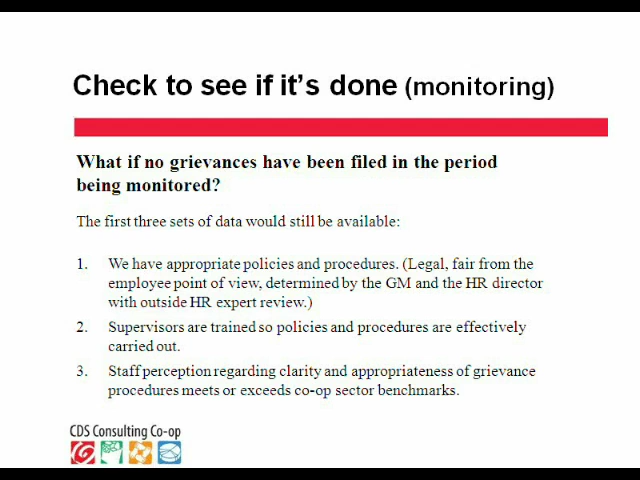 Check to see if it's done (monitoring)
What if no grievances have been filed in the period
being monitored?
The first three sets of data would still be available:
1. We have appropriate policies and procedures. (Legal, fair from the
employee point of view, determined by the GM and the HR director
with outside HR expert review.)
2. Supervisors are trained so policies and procedures are effectively
carried out.
3. Staff perception regarding clarity and appropriateness of grievance
procedures meets or exceeds co-op sector benchmarks.
CDS Consulting Co-op